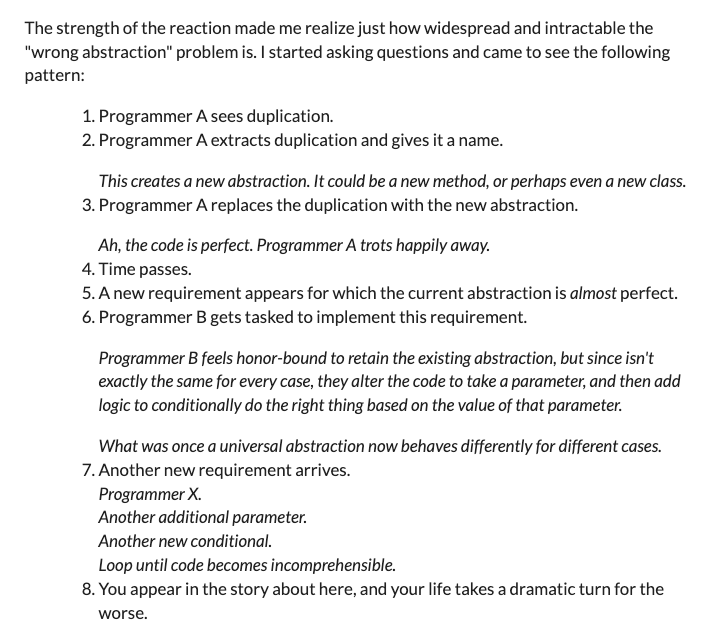 The strength of the reaction made me realize just how widespread and intractable the
"wrong abstraction" problem is. I started asking questions and came to see the following
pattern:
1. Programmer A sees duplication.
2. Programmer A extracts duplication and gives it a name.
This creates a new abstraction. It could be a new method, or perhaps even a new class.
3. Programmer A replaces the duplication with the new abstraction.
Ah, the code is perfect. Programmer A trots happily away.
4. Time passes.
5. A new requirement appears for which the current abstraction is almost perfect.
6. Programmer B gets tasked to implement this requirement.
Programmer B feels honor-bound to retain the existing abstraction, but since isn't
exactly the same for every case, they alter the code to take a parameter, and then add
logic to conditionally do the right thing based on the value of that parameter.
What was once a universal abstraction now behaves differently for different cases.
7. Another new requirement arrives.
Programmer X.
Another additional parameter.
Another new conditional.
Loop until code becomes incomprehensible.
8. You appear in the story about here, and your life takes a dramatic turn for the
worse.